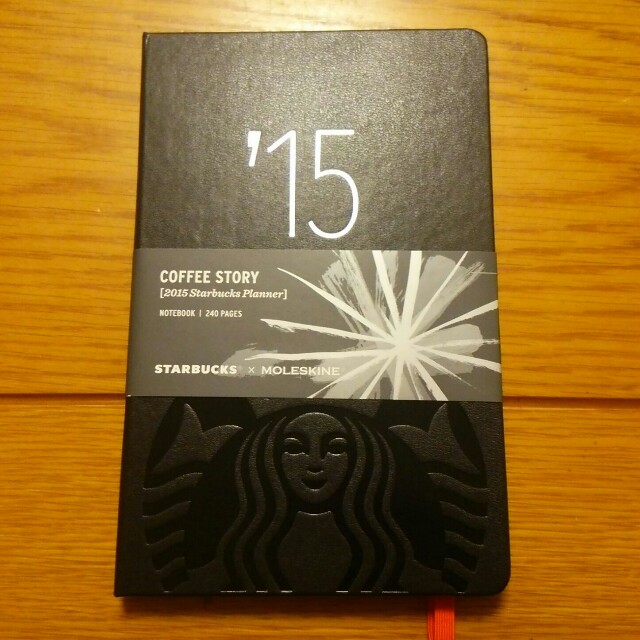 '15
COFFEE STORY
[2015 Starbucks Planner]
NOTEBOOK | 240 PAGES
STARBUCKS × MOLESKINE